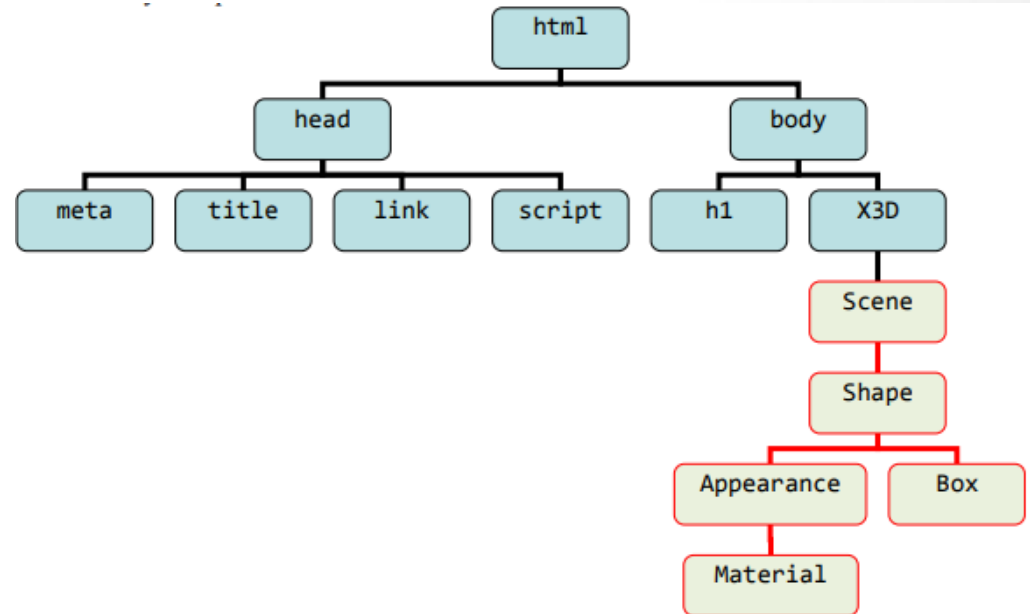 html
head body
meta title link script h1 X3D
Scene
Shape
Appearance Box
Material